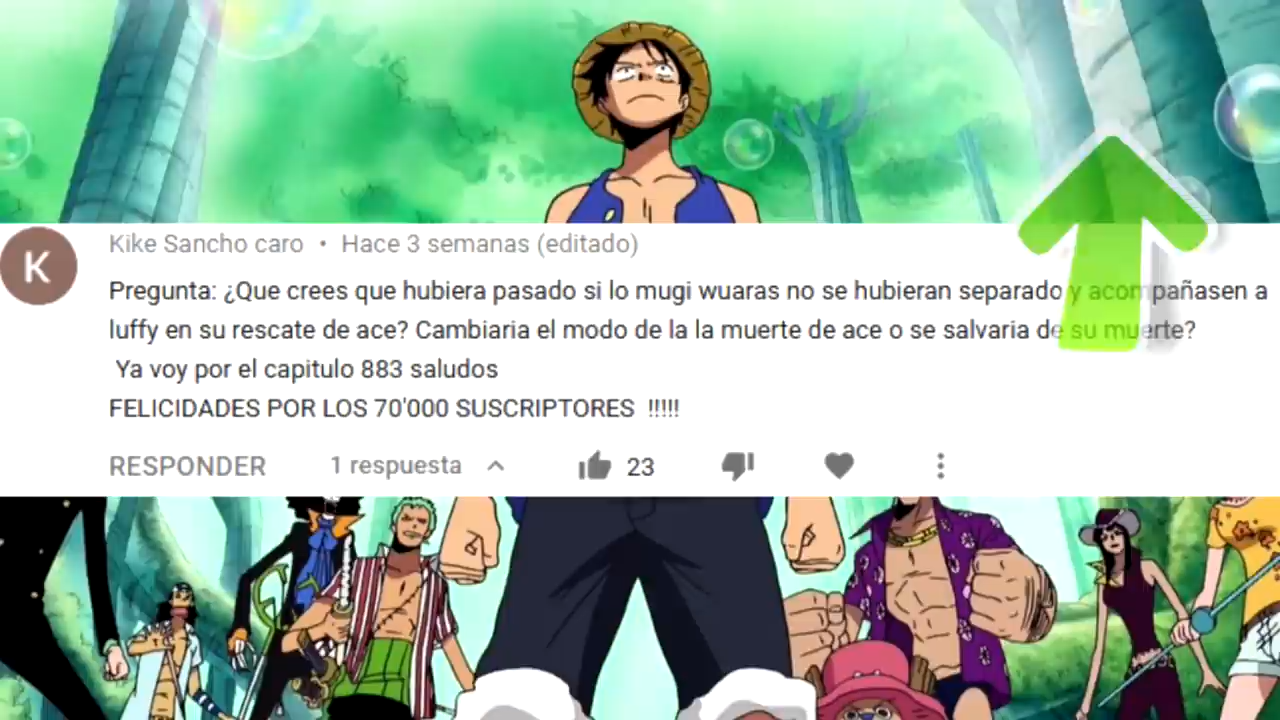 K
Kike Sancho caro • Hace 3 semanas (editado)
Pregunta: ¿Que crees que hubiera pasado si lo mugi wuaras no se hubieran separado y acompañasen a
luffy en su rescate de ace? Cambiaria el modo de la la muerte de ace o se salvaria de su muerte?
Ya voy por el capitulo 883 saludos
FELICIDADES POR LOS 70'000 SUSCRIPTORES !!!!!
RESPONDER 1 respuesta 23